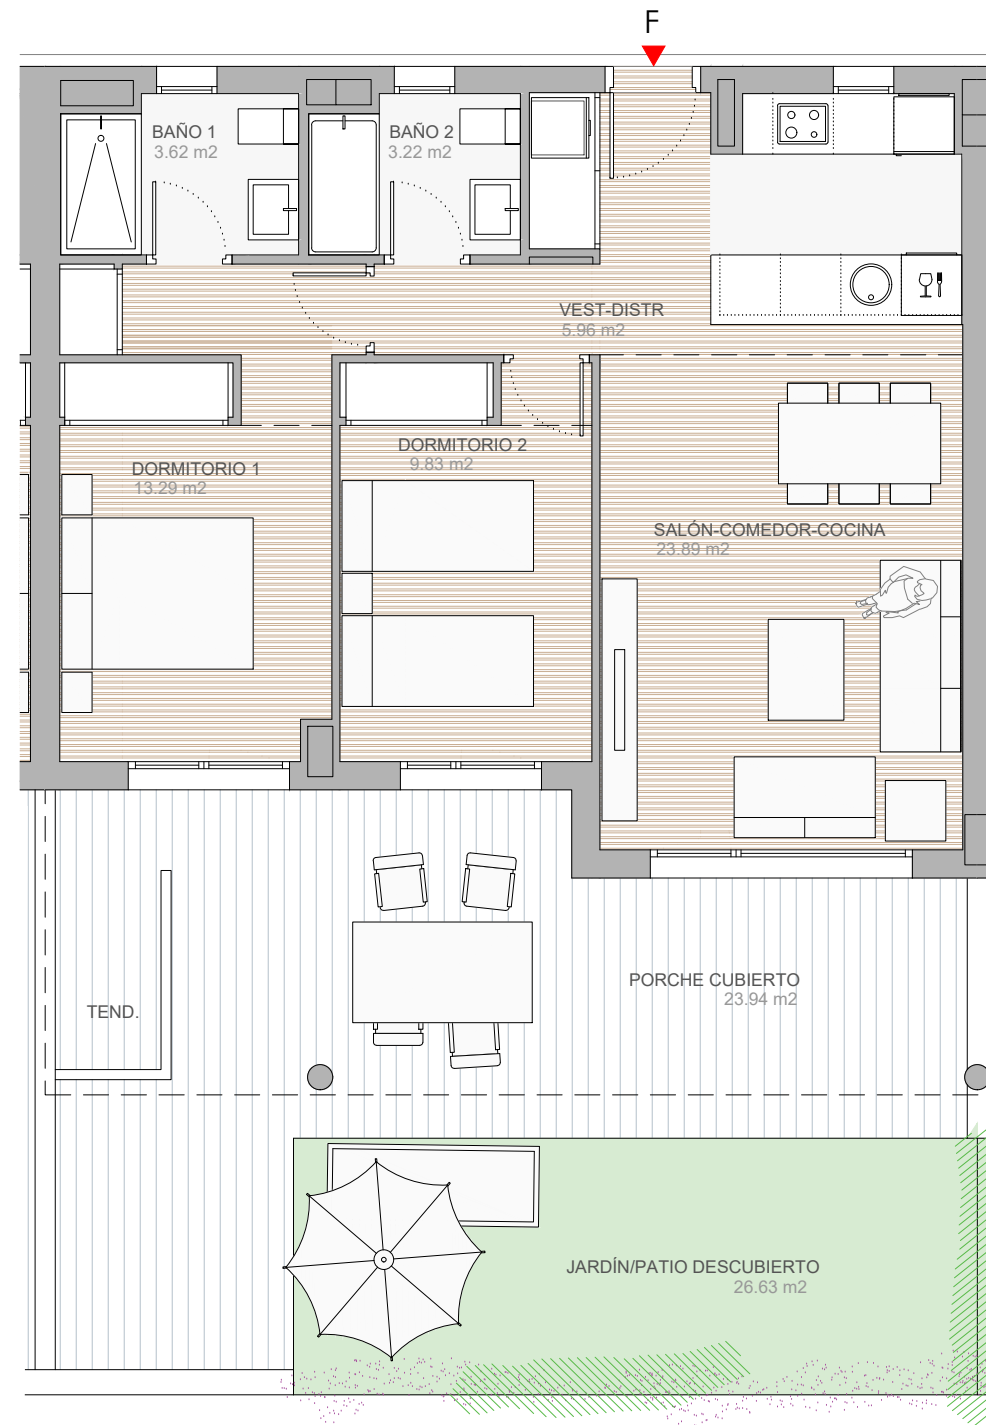 F
BAÑO 1
3.62 m2
BAÑO 2
3.22 m2
VEST-DISTR
5.96 m2
DORMITORIO 1
13.29 m2
DORMITORIO 2
9.83 m2
SALÓN-COMEDOR-COCINA
23.89 m2
PORCHE CUBIERTO
23.94 m2
TEND.
JARDÍN/PATIO DESCUBIERTO
26.63 m2